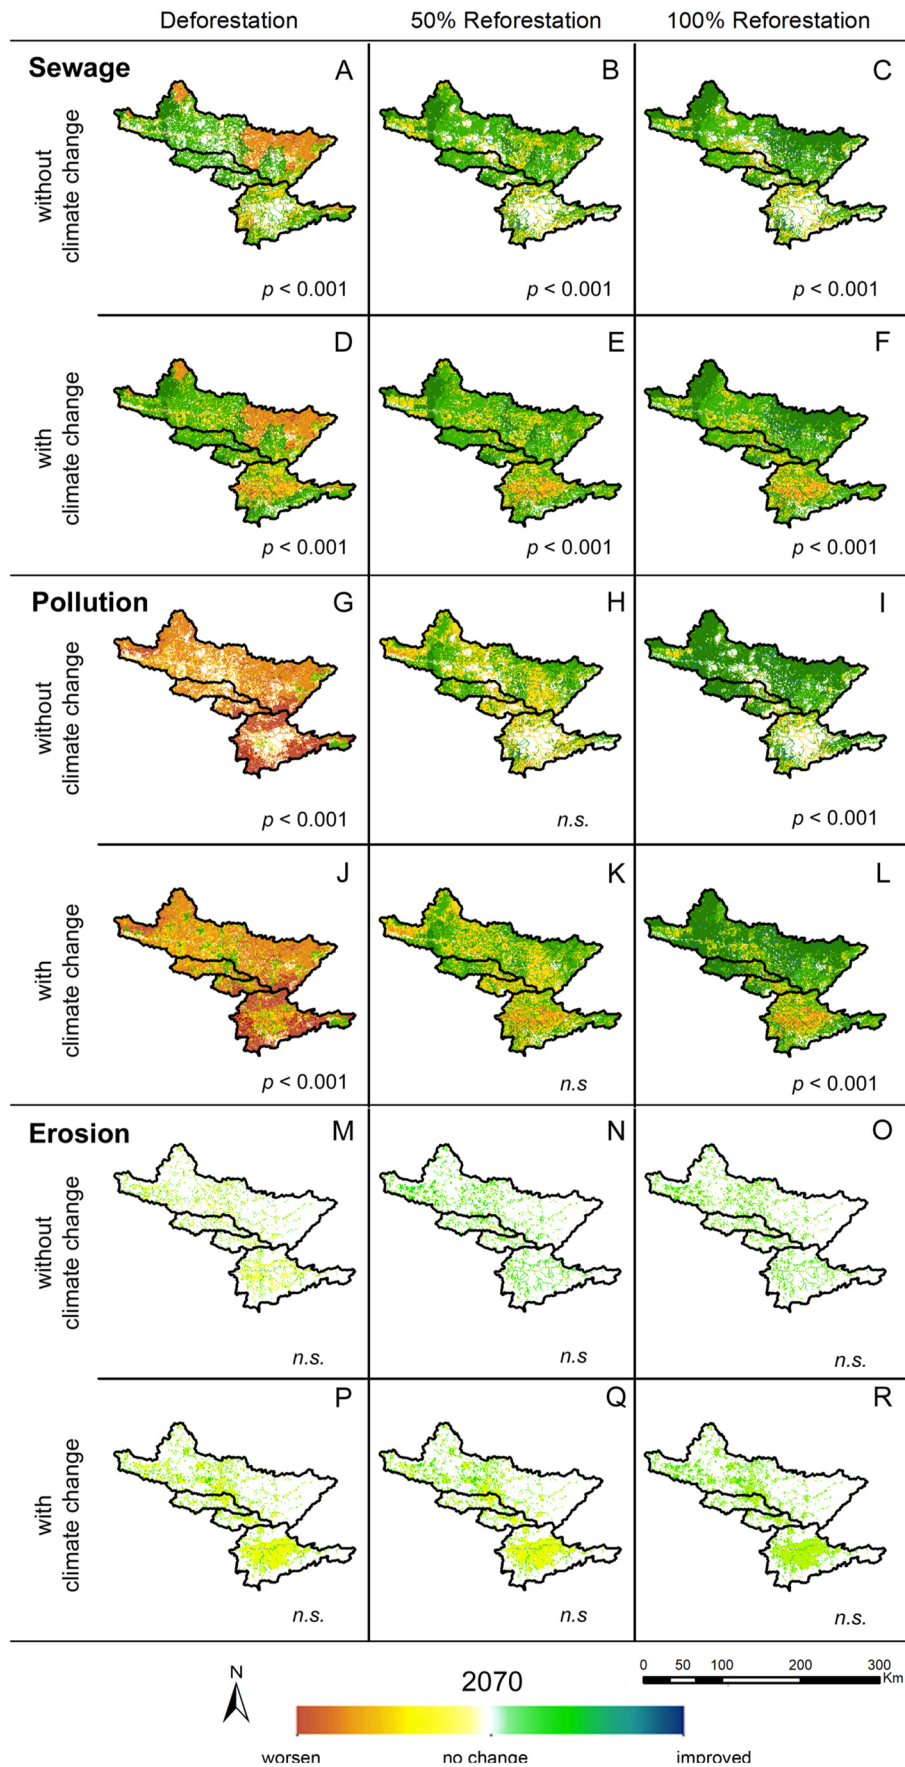 Deforestation 50% Reforestation 100% Reforestation
Sewage
without
climate change
A B C
p < 0.001 p < 0.001 p < 0.001
with
climate change
D E F
p < 0.001 p < 0.001 p < 0.001
Pollution
without
climate change
G H I
p < 0.001 n.s. p < 0.001
with
climate change
J K L
p < 0.001 n.s p < 0.001
Erosion
without
climate change
M N O
n.s. n.s n.s.
with
climate change
P Q R
n.s. n.s n.s.
N
2070
0 50 100 200 300
Km
worsen no change improved